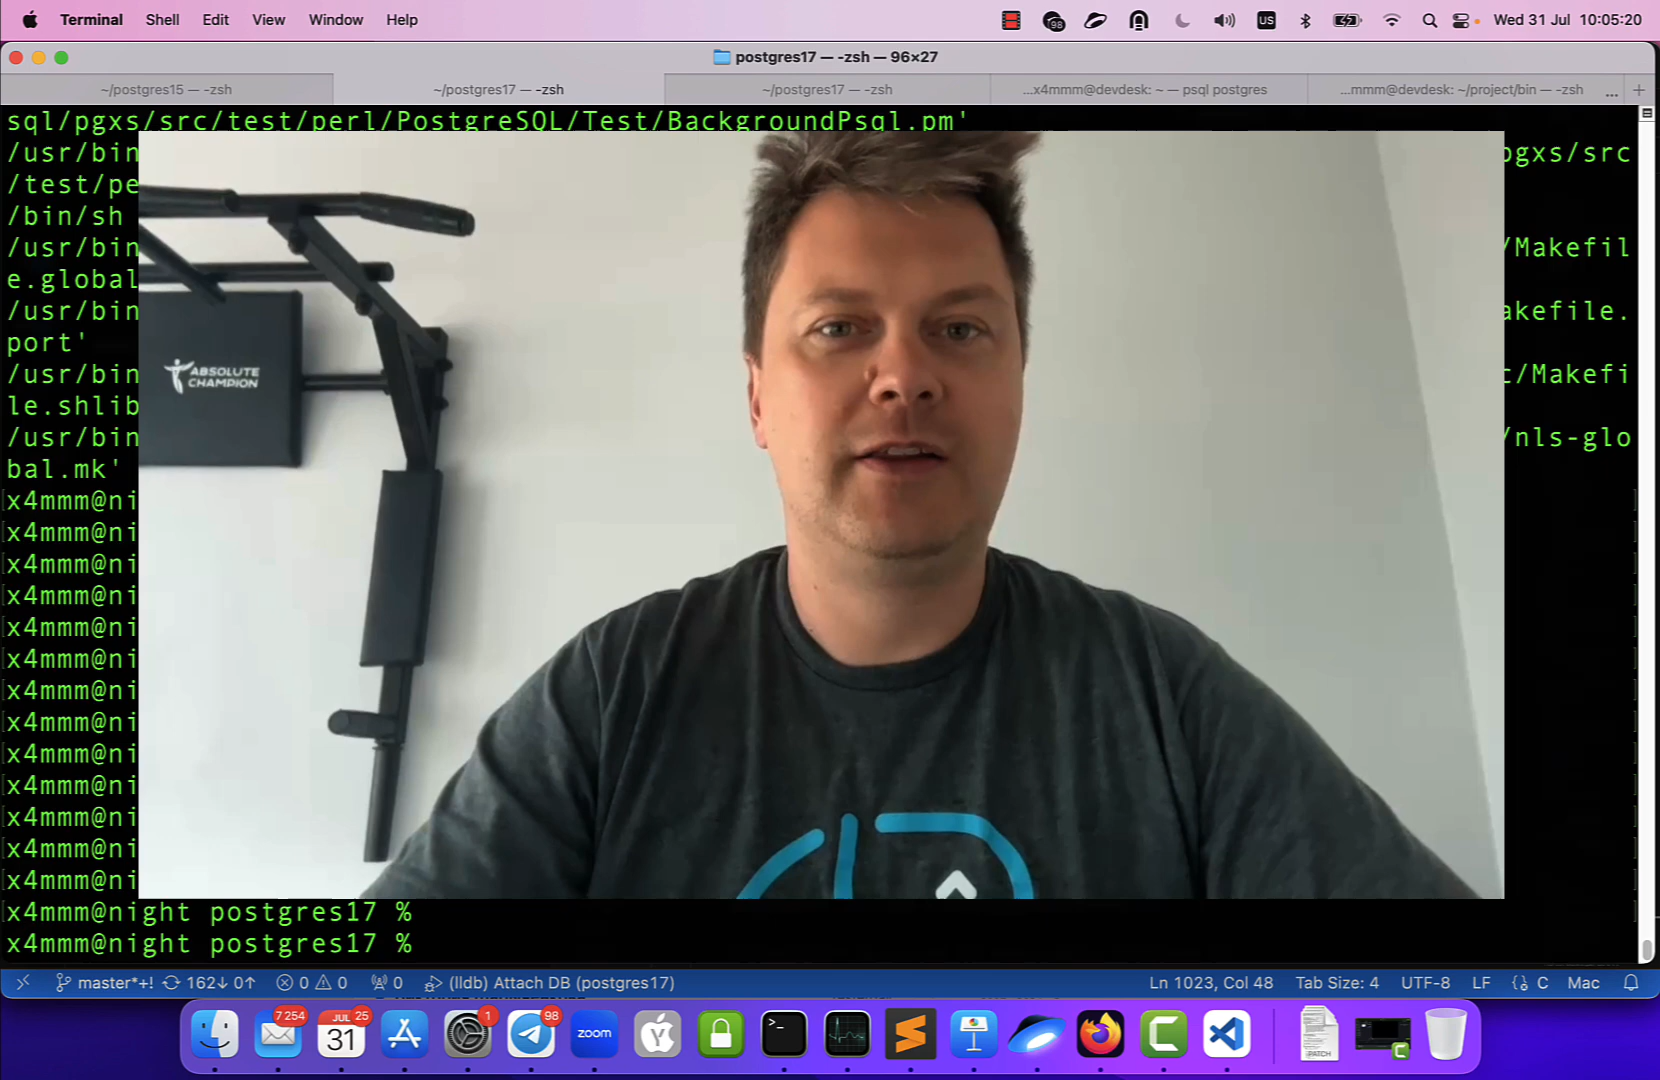 Terminal Shell Edit View Window Help 98 US Wed 31 Jul 10:05:20
postgres17 — -zsh — 96×27
~/postgres15 — -zsh ~/postgres17 — -zsh ~/postgres17 — -zsh ...x4mmm@devdesk: ~ — psql postgres ...mmm@devdesk: ~/project/bin — -zsh ... +
sql/pgxs/src/test/perl/PostgreSQL/Test/BackgroundPsql.pm'
/usr/bin pgxs/src
/test/pe
/bin/sh
/usr/bin /Makefil
e.global
/usr/bin akefile.
port'
/usr/bin c/Makefi
le.shlib
/usr/bin /nls-glo
bal.mk'
ABSOLUTE
CHAMPION
x4mmm@ni
x4mmm@ni
x4mmm@ni
x4mmm@ni
x4mmm@ni
x4mmm@ni
x4mmm@ni
x4mmm@ni
x4mmm@ni
x4mmm@ni
x4mmm@ni
x4mmm@ni
x4mmm@ni
x4mmm@night postgres17 %
x4mmm@night postgres17 %
master*+! 162↓ 0↑ 0 0 0 (lldb) Attach DB (postgres17) Ln 1023, Col 48 Tab Size: 4 UTF-8 LF C Mac
7 254 JUL 25 1 98
31 zoom >_ PATCH